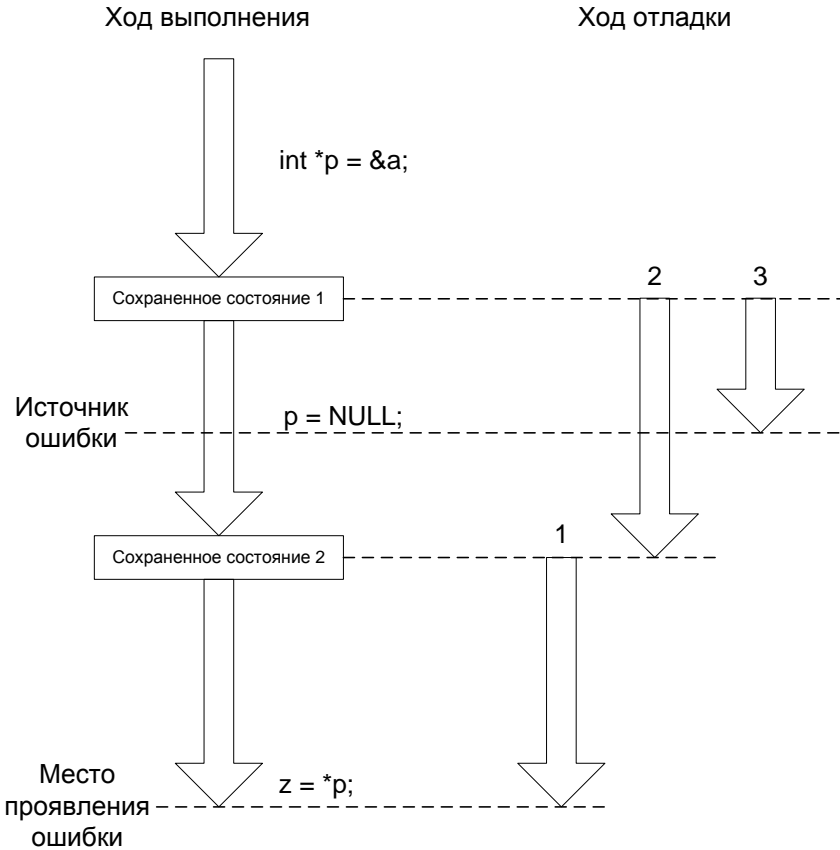 Ход выполнения
Ход отладки
int *p = &a;
2
3
Сохраненное состояние 1
Источник
ошибки
p = NULL;
1
Сохраненное состояние 2
Место
проявления
ошибки
z = *p;